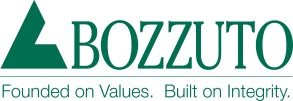 BOZZUTO
Founded on Values. Built on Integrity.